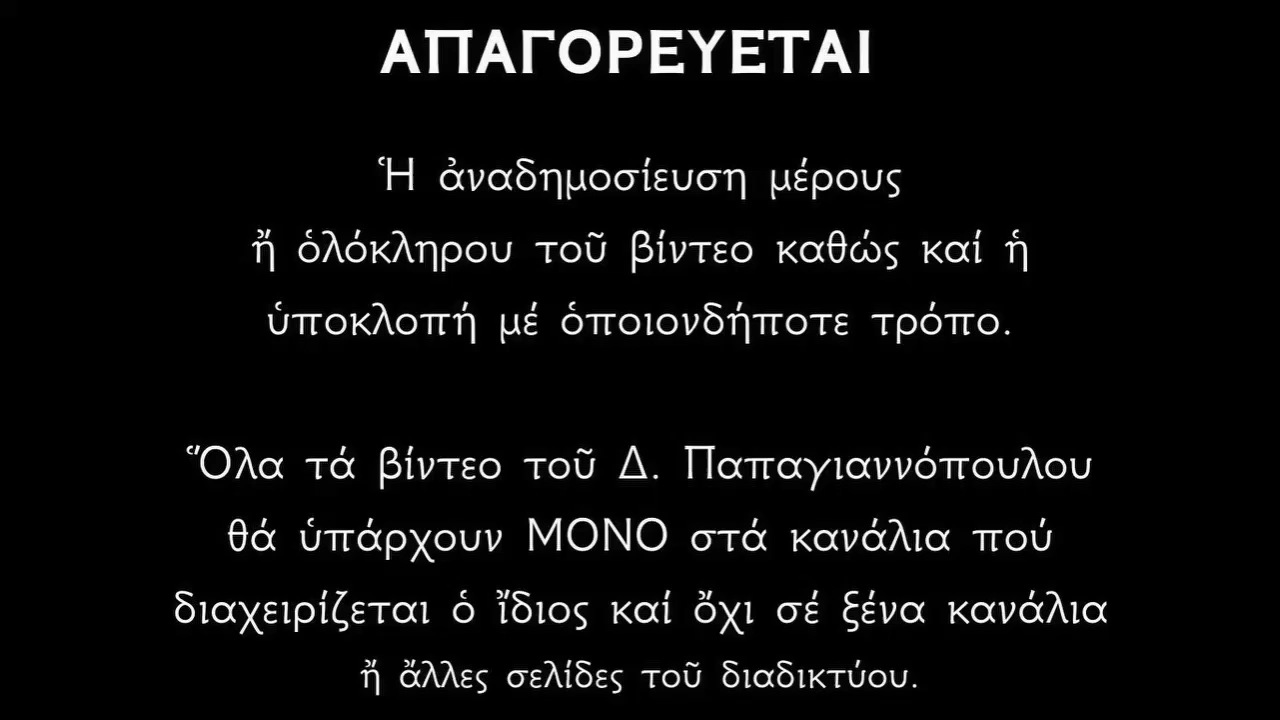 ΑΠΑΓΟΡΕΥΕΤΑΙ
Ἡ ἀναδημοσίευση μέρους
ἤ ὁλόκληρου τοῦ βίντεο καθώς καί ἡ
ὑποκλοπή μέ ὁποιονδήποτε τρόπο.
Ὅλα τά βίντεο τοῦ Δ. Παπαγιαννόπουλου
θά ὑπάρχουν ΜΟΝΟ στά κανάλια πού
διαχειρίζεται ὁ ἴδιος καί ὄχι σέ ξένα κανάλια
ἤ ἄλλες σελίδες τοῦ διαδικτύου.